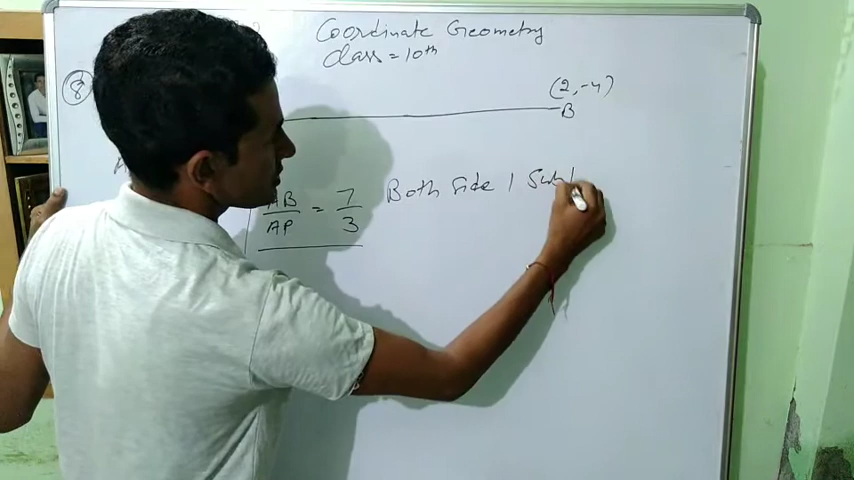 Coordinate Geometry
class = 10th
8
(2, -4)
B
AB/AP = 7/3 Both side 1 Sub